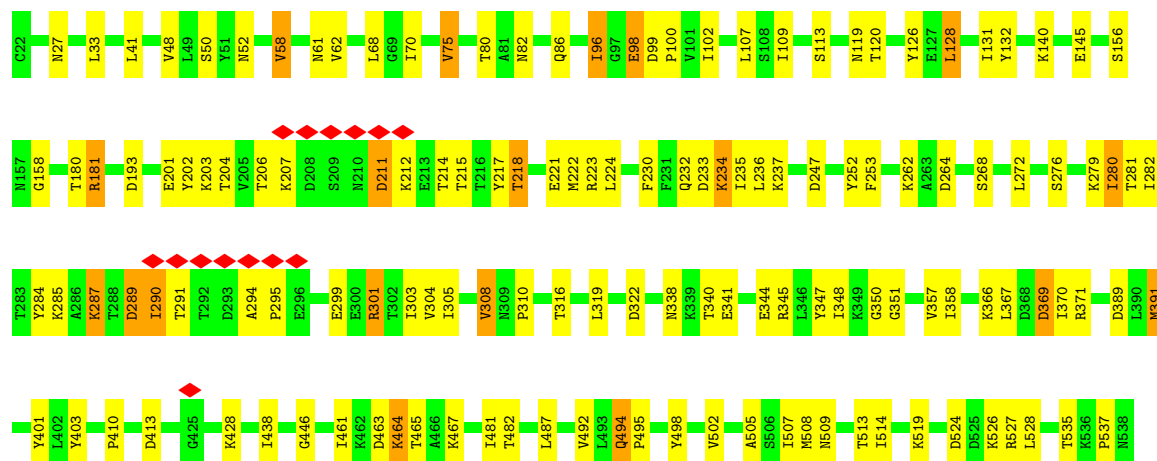 C22 N27 L33 L41 V48 L49 S50 Y51 N52 V58 N61 V62 L68 G69 I70 V75 T80 A81 N82 Q86 I96 G97 E98 D99 P100 V101 I102 L107 S108 I109 S113 N119 T120 Y126 E127 L128 I131 Y132 K140 E145 S156
N157 G158 T180 R181 D193 E201 Y202 K203 T204 V205 T206 K207 D208 S209 N210 D211 K212 E213 T214 T215 T216 Y217 T218 E221 M222 R223 L224 F230 F231 Q232 D233 K234 I235 L236 K237 D247 Y252 F253 K262 A263 D264 S268 L272 S276 K279 I280 T281 I282
T283 Y284 K285 A286 K287 T288 D289 I290 T291 T292 D293 A294 P295 E296 E299 E300 R301 T302 I303 V304 I305 V308 N309 P310 T316 L319 D322 N338 K339 T340 E341 E344 R345 L346 Y347 I348 K349 G350 G351 V357 I358 K366 L367 D368 D369 I370 R371 D389 L390 M391
Y401 L402 Y403 P410 D413 G425 K428 I438 G446 I461 K462 D463 K464 T465 A466 K467 I481 T482 L487 V492 L493 Q494 P495 Y498 V502 A505 S506 I507 M508 N509 T513 I514 K519 D524 D525 K526 R527 L528 T535 K536 P537 N538